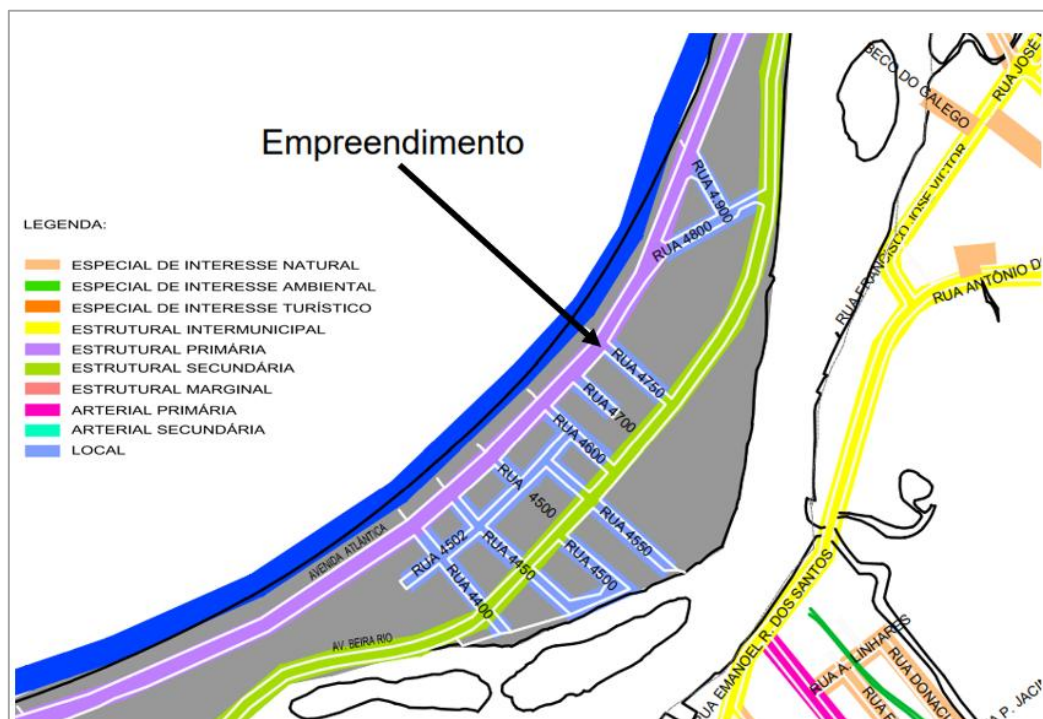 Empreendimento
LEGENDA:
ESPECIAL DE INTERESSE NATURAL
ESPECIAL DE INTERESSE AMBIENTAL
ESPECIAL DE INTERESSE TURÍSTICO
ESTRUTURAL INTERMUNICIPAL
ESTRUTURAL PRIMÁRIA
ESTRUTURAL SECUNDÁRIA
ESTRUTURAL MARGINAL
ARTERIAL PRIMÁRIA
ARTERIAL SECUNDÁRIA
LOCAL
BECO DO GALEGO
RUA JOSÉ
RUA FRANCISCO JOSE VICTOR
RUA ANTÔNIO
RUA 4.900
RUA 4800
RUA 4750
RUA 4700
RUA 4600
RUA 4500
RUA 4550
RUA 4500
RUA 4502
RUA 4450
RUA 4400
AVENIDA ATLÂNTICA
AV. BEIRA RIO
RUA EMANOEL R. DOS SANTOS
RUA A. LINHARES
RUA
RUA
P.